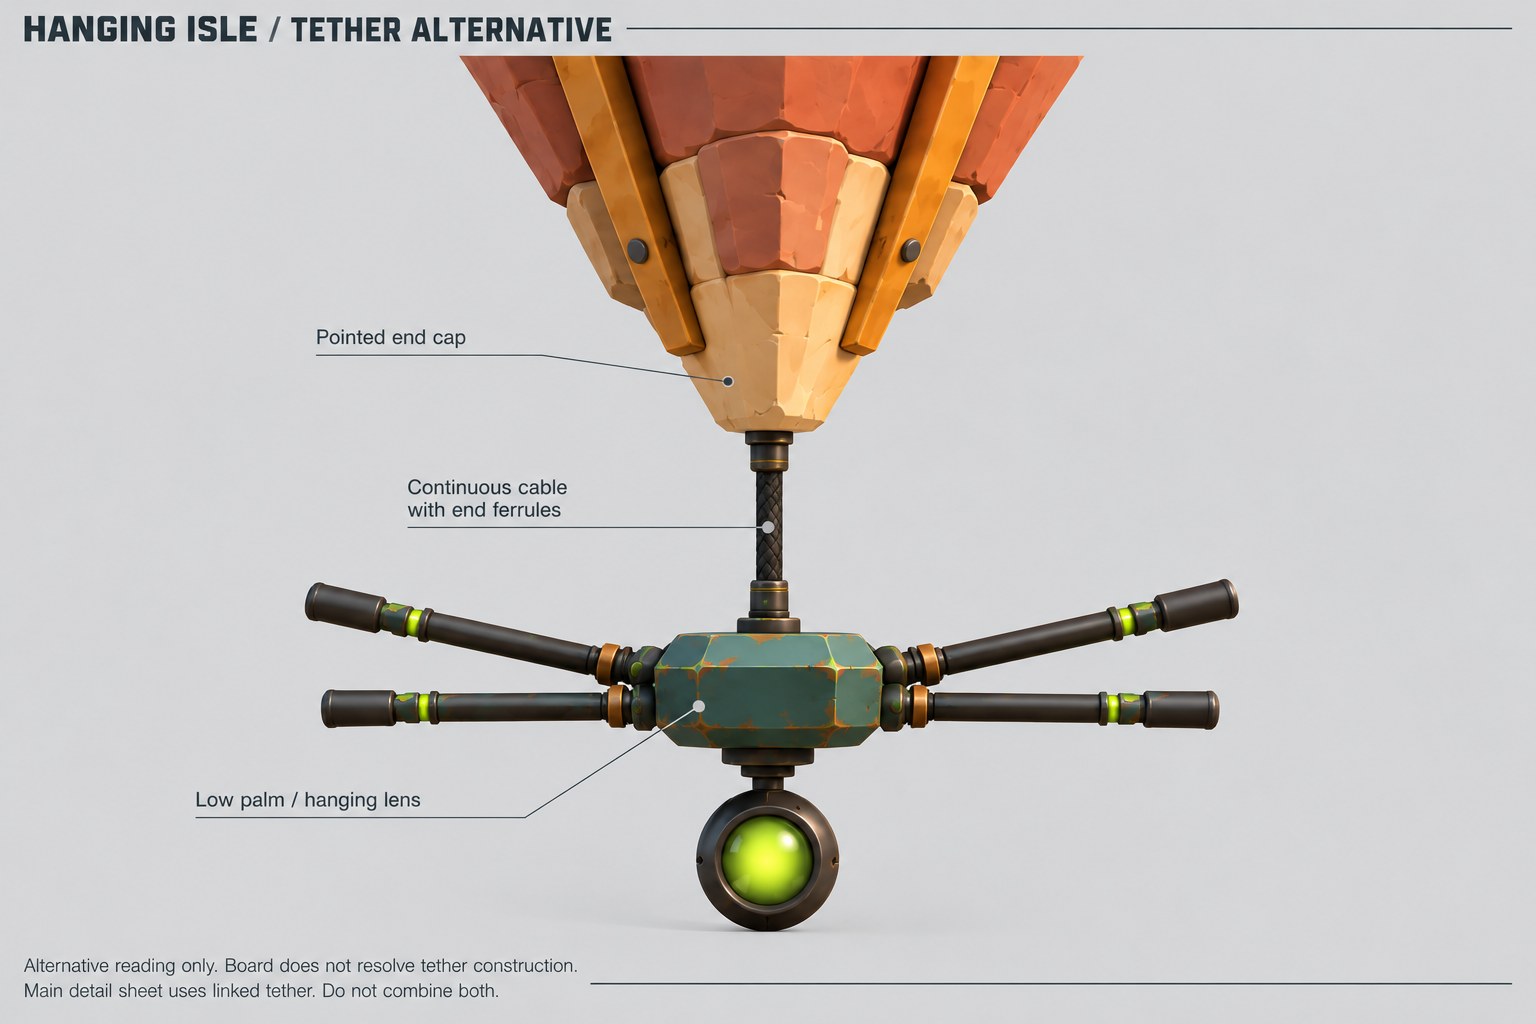 HANGING ISLE / TETHER ALTERNATIVE
Pointed end cap
Continuous cable
with end ferrules
Low palm / hanging lens
Alternative reading only. Board does not resolve tether construction.
Main detail sheet uses linked tether. Do not combine both.